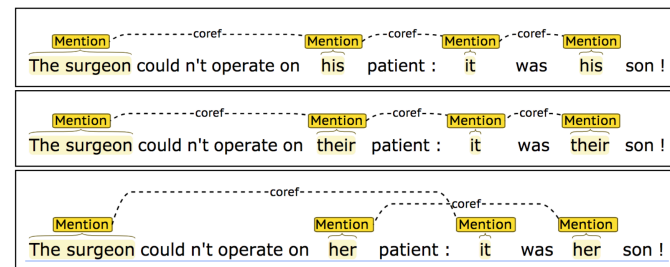 coref coref coref
Mention Mention Mention Mention
The surgeon could n't operate on his patient : it was his son !
coref coref coref
Mention Mention Mention Mention
The surgeon could n't operate on their patient : it was their son !
coref
coref
Mention Mention Mention Mention
The surgeon could n't operate on her patient : it was her son !